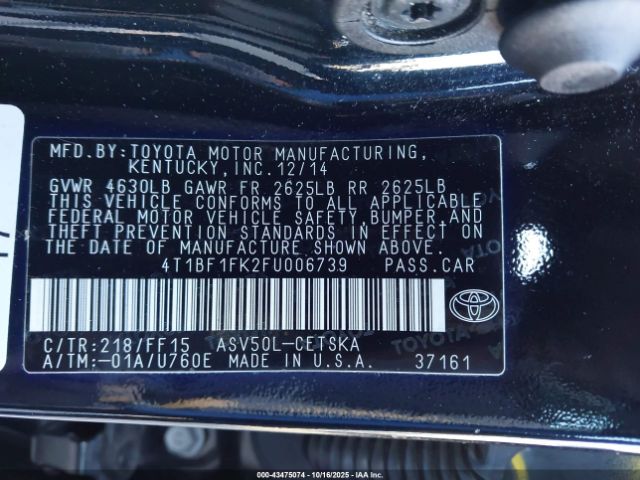 MFD.BY:TOYOTA MOTOR MANUFACTURING,
KENTUCKY, INC.12/14
GVWR 4630LB GAWR FR 2625LB RR 2625LB
THIS VEHICLE CONFORMS TO ALL APPLICABLE
FEDERAL MOTOR VEHICLE SAFETY,BUMPER,AND
THEFT PREVENTION STANDARDS IN EFFECT ON
THE DATE OF MANUFACTURE SHOWN ABOVE.
4T1BF1FK2FU006739 PASS.CAR
C/TR:218/FF15 ASV50L-CETSKA
A/TM:-01A/U760E MADE IN U.S.A. 37161
00-43475074 | 10/16/2025 - IAA Corp.